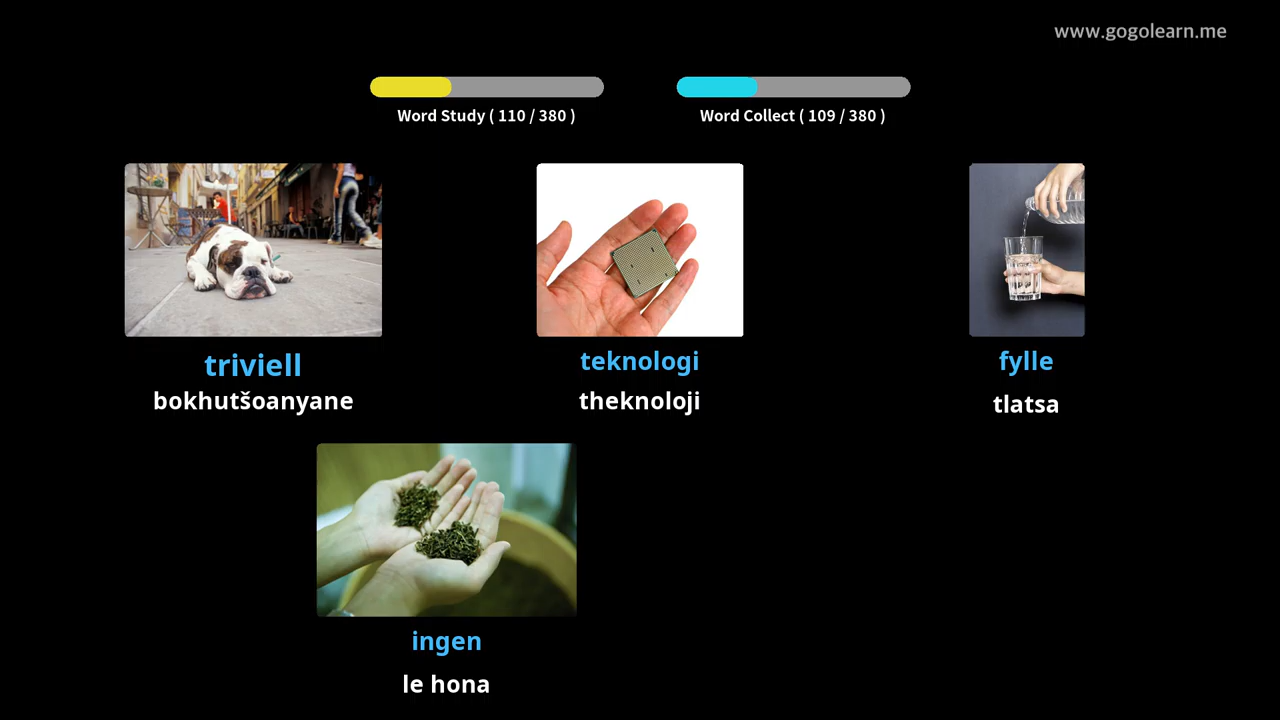 www.gogolearn.me
Word Study ( 110 / 380 )
Word Collect ( 109 / 380 )
triviell
bokhutšoanyane
teknologi
theknoloji
fylle
tlatsa
ingen
le hona